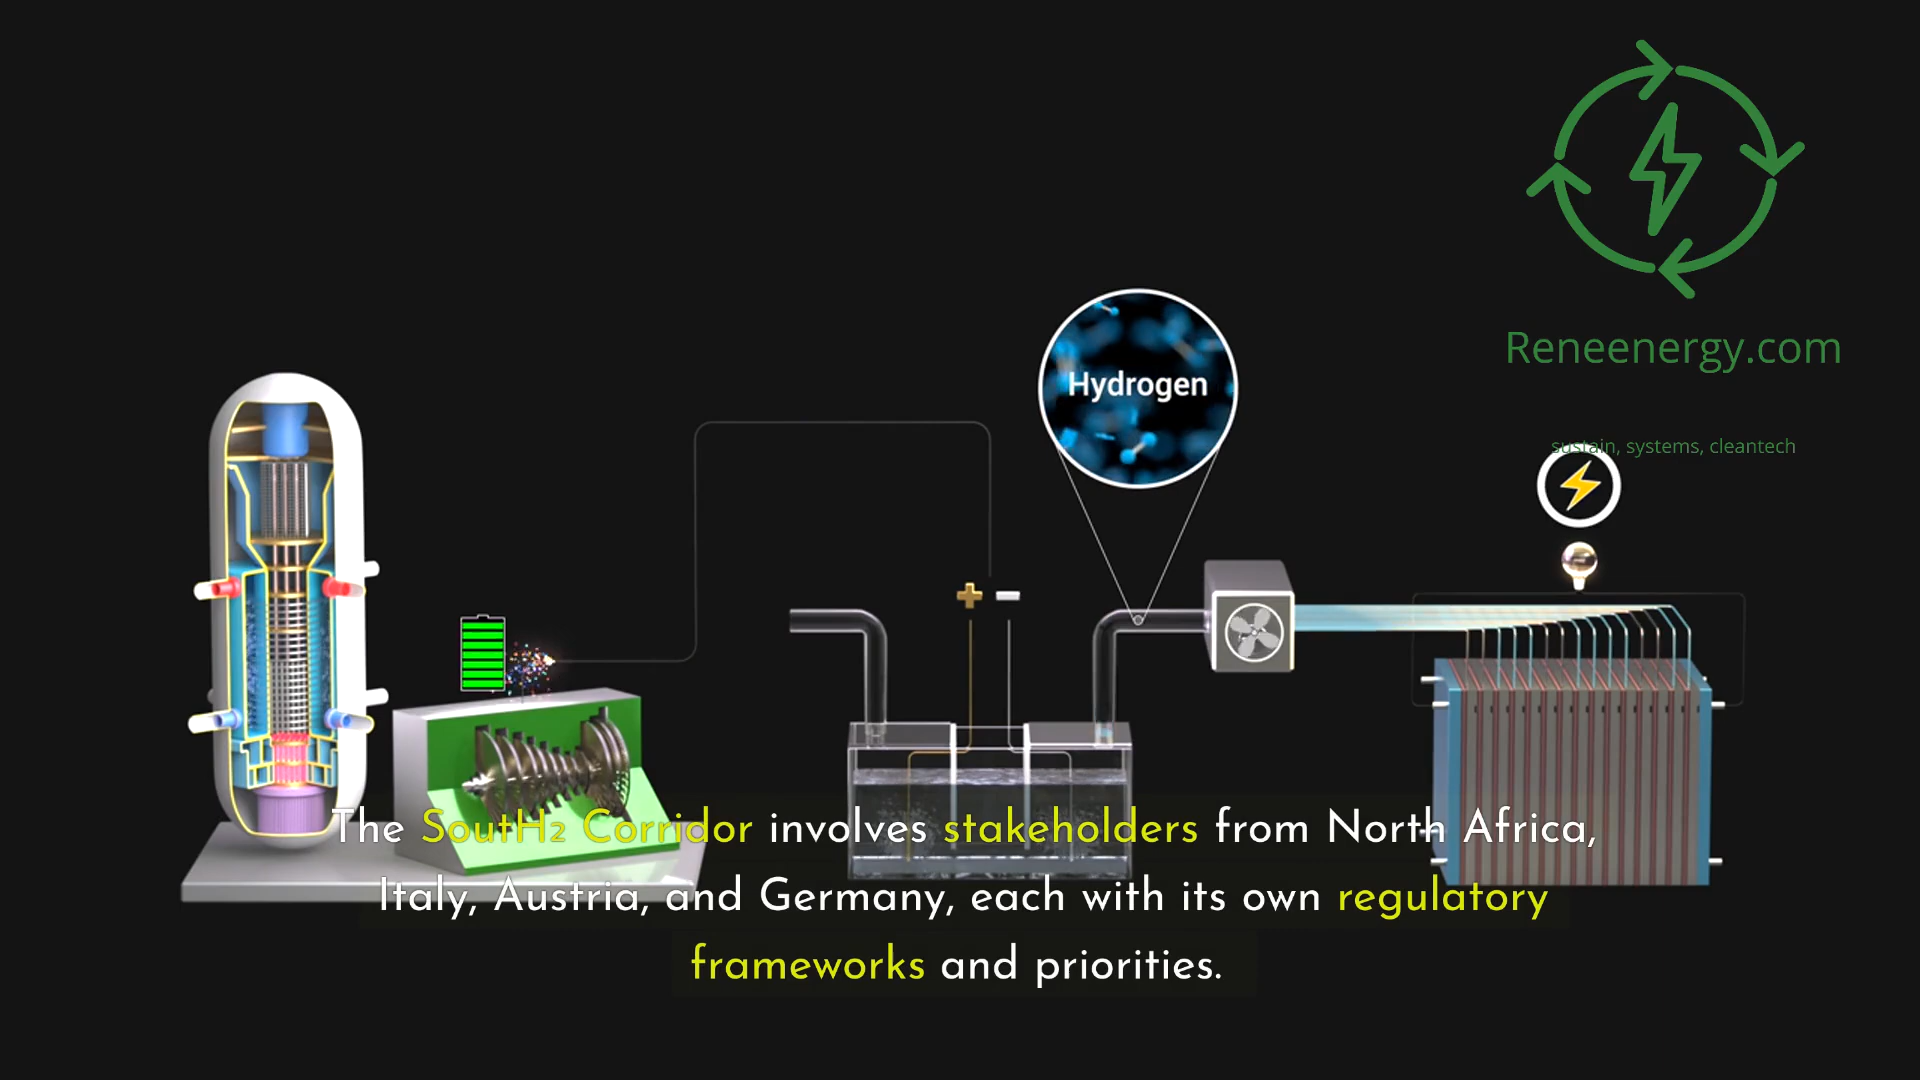 Hydrogen
Reneenergy.com
sustain, systems, cleantech
The SoutH2 Corridor involves stakeholders from North Africa,
Italy, Austria, and Germany, each with its own regulatory
frameworks and priorities.